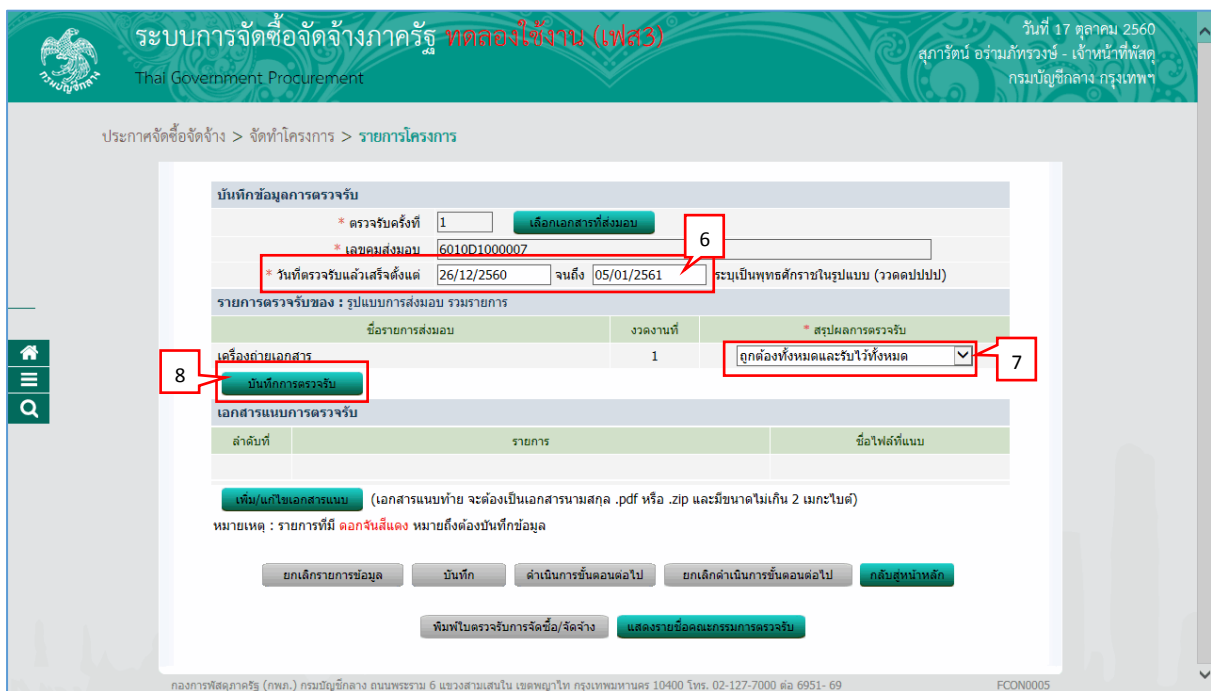 ระบบการจัดซื้อจัดจ้างภาครัฐ ทดลองใช้งาน (เฟส3)
Thai Government Procurement
กรมบัญชีกลาง
วันที่ 17 ตุลาคม 2560
สุภารัตน์ อร่ามภัทรวงษ์ - เจ้าหน้าที่พัสดุ
กรมบัญชีกลาง กรุงเทพฯ
ประกาศจัดซื้อจัดจ้าง > จัดทำโครงการ > รายการโครงการ
บันทึกข้อมูลการตรวจรับ
* ตรวจรับครั้งที่ 1 เลือกเอกสารที่ส่งมอบ
6
* เลขคุมส่งมอบ 6010D1000007
* วันที่ตรวจรับแล้วเสร็จตั้งแต่ 26/12/2560 จนถึง 05/01/2561 ระบุเป็นพุทธศักราชในรูปแบบ (ววดดปปปป)
รายการตรวจรับของ : รูปแบบการส่งมอบ รวมรายการ
ชื่อรายการส่งมอบ งวดงานที่ * สรุปผลการตรวจรับ
เครื่องถ่ายเอกสาร 1 ถูกต้องทั้งหมดและรับไว้ทั้งหมด
7
8
บันทึกการตรวจรับ
เอกสารแนบการตรวจรับ
ลำดับที่ รายการ ชื่อไฟล์ที่แนบ
เพิ่ม/แก้ไขเอกสารแนบ (เอกสารแนบท้าย จะต้องเป็นเอกสารนามสกุล .pdf หรือ .zip และมีขนาดไม่เกิน 2 เมกะไบต์)
หมายเหตุ : รายการที่มี ดอกจันสีแดง หมายถึงต้องบันทึกข้อมูล
ยกเลิกรายการข้อมูล บันทึก ดำเนินการขั้นตอนต่อไป ยกเลิกดำเนินการขั้นตอนต่อไป กลับสู่หน้าหลัก
พิมพ์ใบตรวจรับการจัดซื้อ/จัดจ้าง แสดงรายชื่อคณะกรรมการตรวจรับ
กองการพัสดุภาครัฐ (กพภ.) กรมบัญชีกลาง ถนนพระราม 6 แขวงสามเสนใน เขตพญาไท กรุงเทพมหานคร 10400 โทร. 02-127-7000 ต่อ 6951- 69 FCON0005